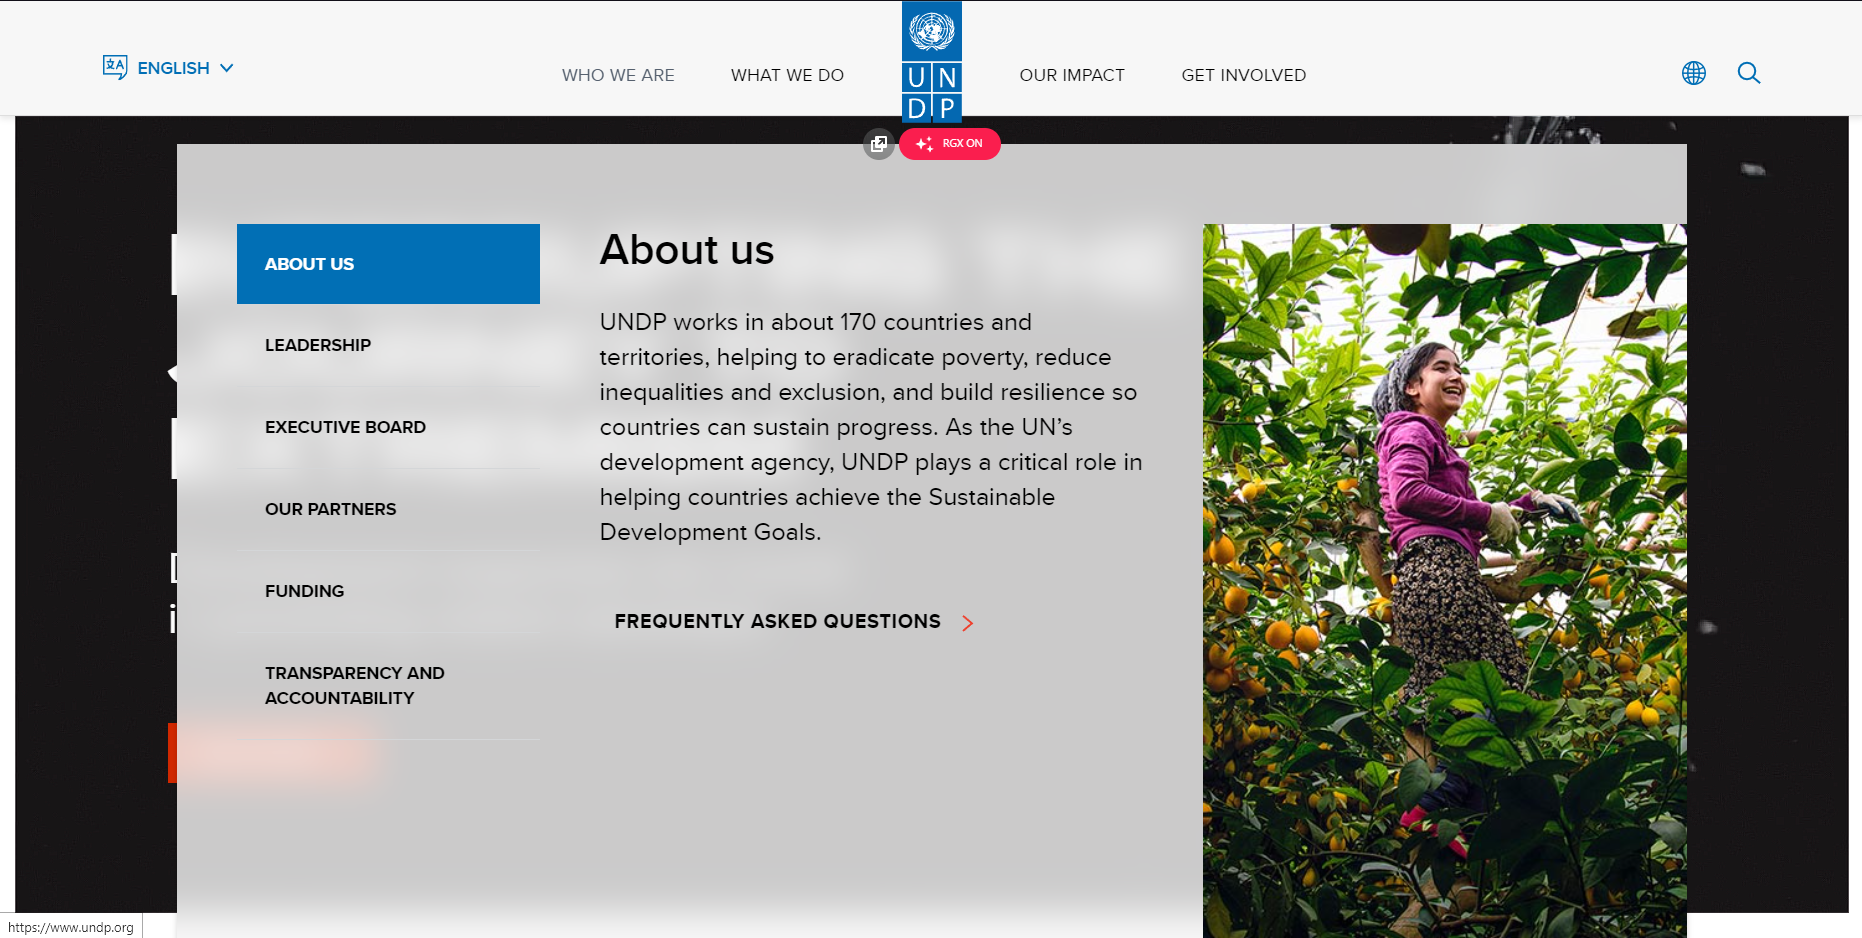 ENGLISH
WHO WE ARE
WHAT WE DO
U N
D P
OUR IMPACT
GET INVOLVED
RGX ON
ABOUT US
LEADERSHIP
EXECUTIVE BOARD
OUR PARTNERS
FUNDING
TRANSPARENCY AND
ACCOUNTABILITY
About us
UNDP works in about 170 countries and
territories, helping to eradicate poverty, reduce
inequalities and exclusion, and build resilience so
countries can sustain progress. As the UN’s
development agency, UNDP plays a critical role in
helping countries achieve the Sustainable
Development Goals.
FREQUENTLY ASKED QUESTIONS
https://www.undp.org